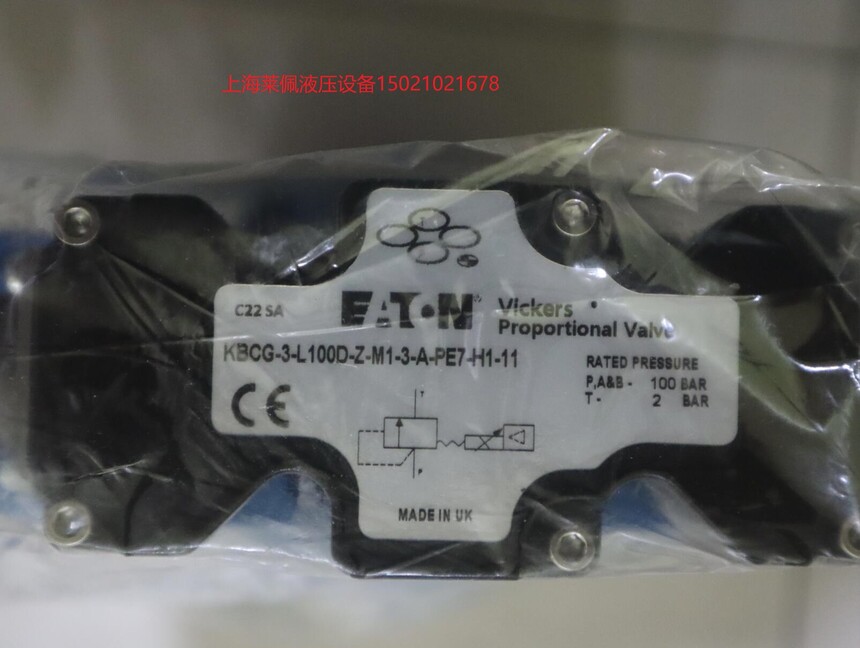 上海莱佩液压设备15021021678
C22 SA
EATON®
Vickers
Proportional Valve
KBCG-3-L100D-Z-M1-3-A-PE7-H1-11
RATED PRESSURE
P,A&B - 100 BAR
T - 2 BAR
CE
T
P
MADE IN UK